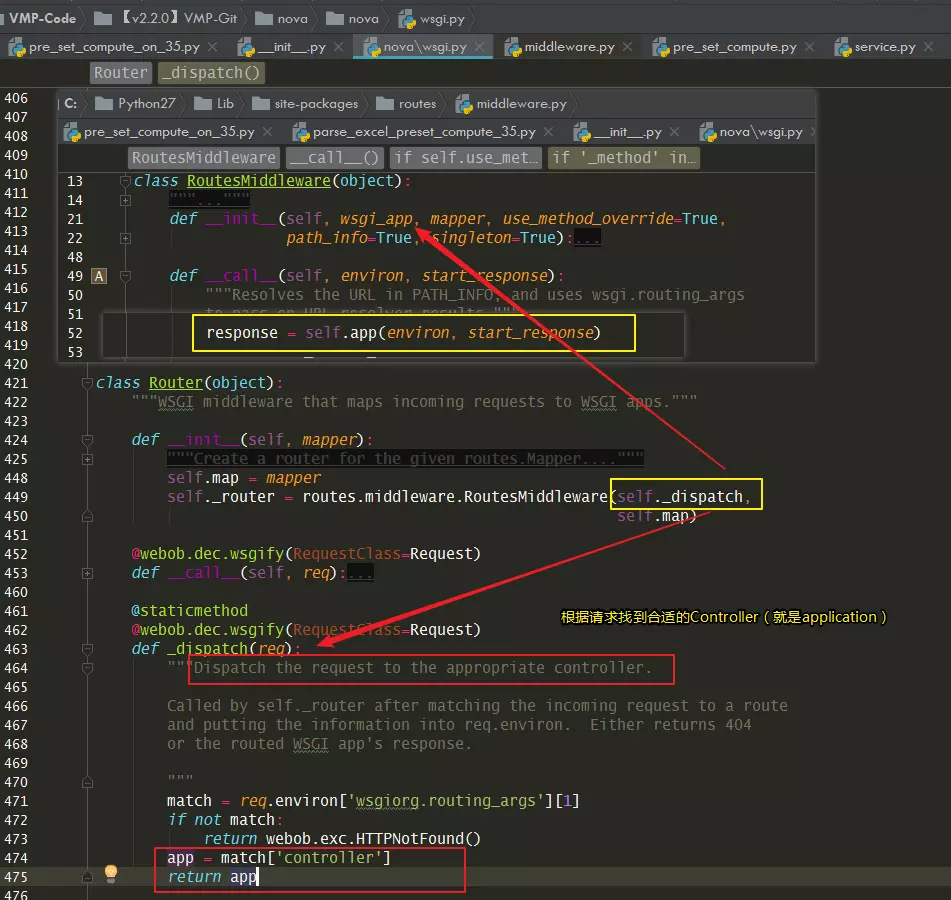 VMP-Code 【v2.2.0】VMP-Git nova nova wsgi.py
pre_set_compute_on_35.py __init__.py nova\wsgi.py middleware.py pre_set_compute.py service.py
Router _dispatch()
406
407
408
409
410
411
412
413
414
415
416
417
418
419
420
C: Python27 Lib site-packages routes middleware.py
pre_set_compute_on_35.py parse_excel_preset_compute_35.py __init__.py nova\wsgi.py
RoutesMiddleware __call__() if self.use_met... if '_method' in...
13 class RoutesMiddleware(object):
14 """..."""
21 def __init__(self, wsgi_app, mapper, use_method_override=True,
22 path_info=True, singleton=True):...
48
49 A def __call__(self, environ, start_response):
50 """Resolves the URL in PATH_INFO, and uses wsgi.routing_args
51
52 response = self.app(environ, start_response)
53
421 class Router(object):
422 """WSGI middleware that maps incoming requests to WSGI apps."""
423
424 def __init__(self, mapper):
425 """Create a router for the given routes.Mapper...."""
448 self.map = mapper
449 self._router = routes.middleware.RoutesMiddleware(self._dispatch,
450 self.map)
451
452 @webob.dec.wsgify(RequestClass=Request)
453 def __call__(self, req):...
460
461 @staticmethod
462 @webob.dec.wsgify(RequestClass=Request)
根据请求找到合适的Controller（就是application）
463 def _dispatch(req):
464 """Dispatch the request to the appropriate controller.
465
466 Called by self._router after matching the incoming request to a route
467 and putting the information into req.environ.  Either returns 404
468 or the routed WSGI app's response.
469
470 """
471 match = req.environ['wsgiorg.routing_args'][1]
472 if not match:
473 return webob.exc.HTTPNotFound()
474 app = match['controller']
475 return app
476